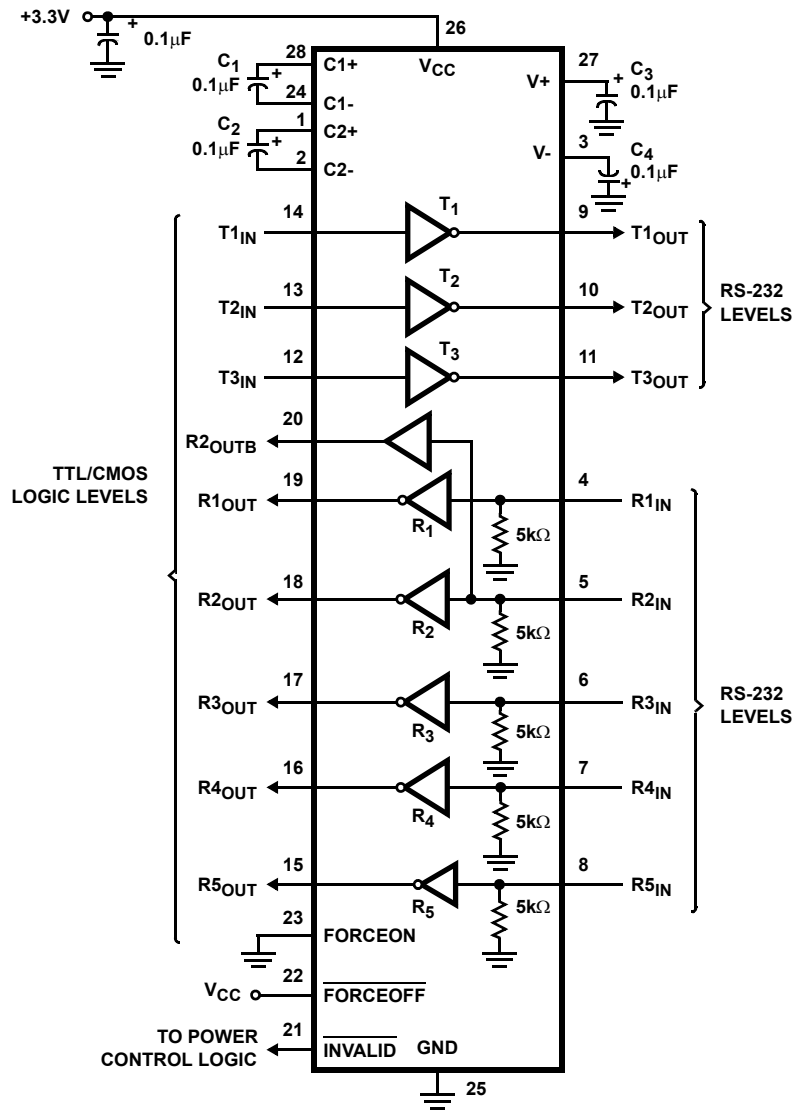 +3.3V
+
0.1µF
26
28
27
C1
0.1µF
+
C1+
VCC
V+
+
C3
0.1µF
24
C1-
1
C2
0.1µF
+
C2+
3
V-
C4
0.1µF
+
2
C2-
14
T1
9
T1IN
T1OUT
13
T2
10
T2IN
T2OUT
RS-232
LEVELS
12
T3
11
T3IN
T3OUT
20
R2OUTB
TTL/CMOS
LOGIC LEVELS
19
4
R1OUT
R1IN
R1
5kΩ
18
5
R2OUT
R2IN
R2
5kΩ
17
6
R3OUT
R3IN
R3
5kΩ
RS-232
LEVELS
16
7
R4OUT
R4IN
R4
5kΩ
15
8
R5OUT
R5IN
R5
5kΩ
23
FORCEON
22
VCC
FORCEOFF
21
TO POWER
CONTROL LOGIC
INVALID
GND
25